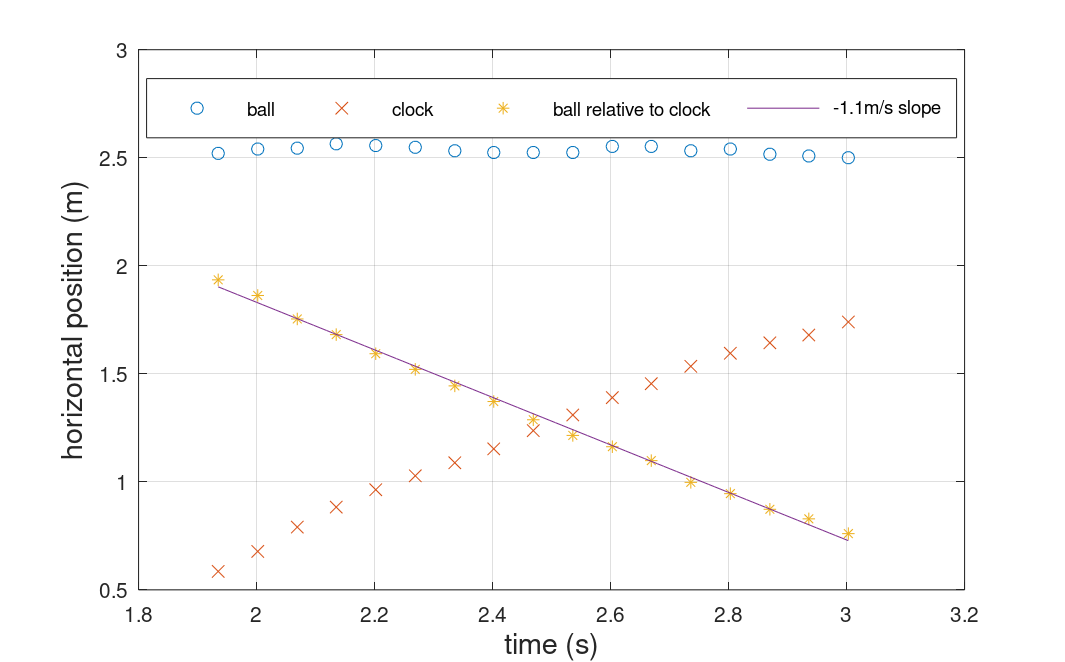 3
ball clock ball relative to clock -1.1m/s slope
2.5
2
1.5
1
0.5
horizontal position (m)
1.8 2 2.2 2.4 2.6 2.8 3 3.2
time (s)